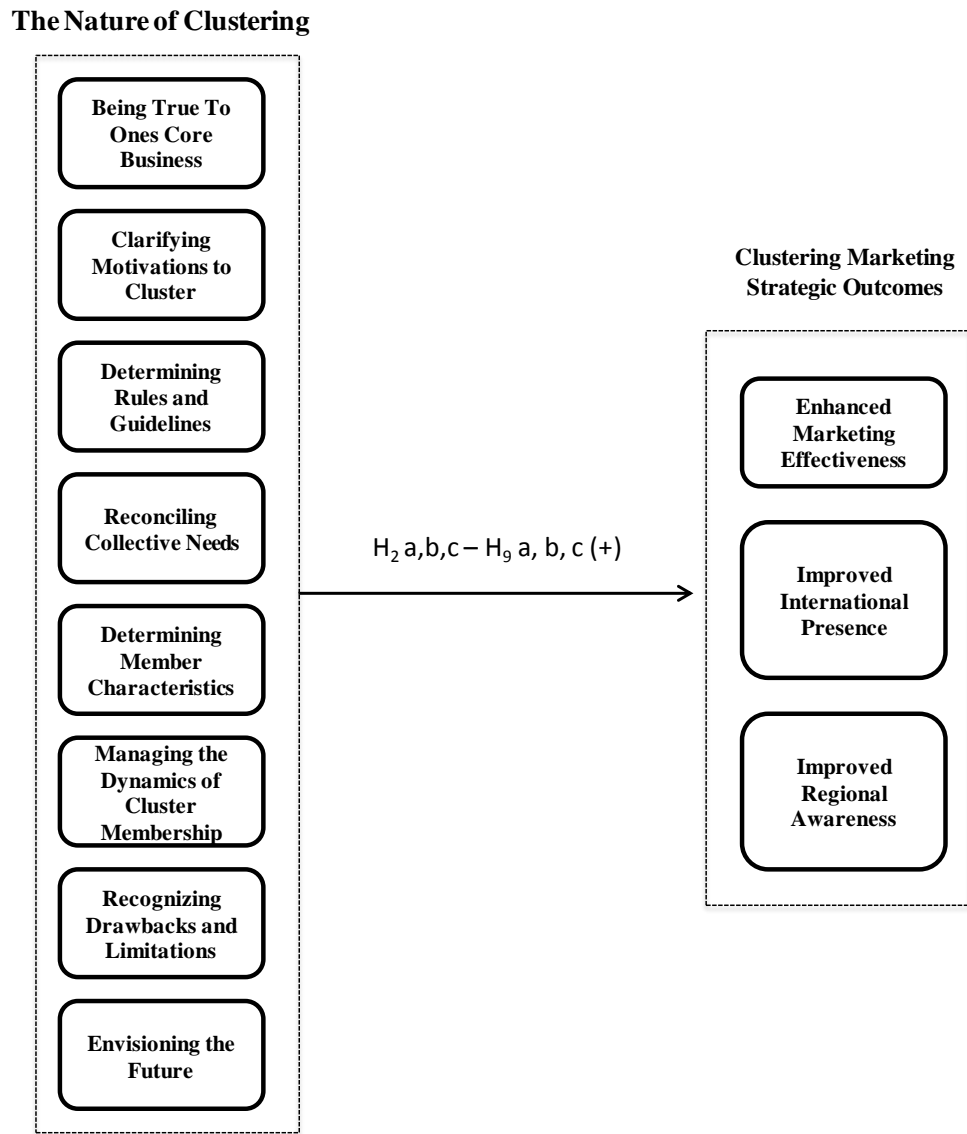 The Nature of Clustering
Being True To
Ones Core
Business
Clarifying
Motivations to
Cluster
Determining
Rules and
Guidelines
Reconciling
Collective Needs
Determining
Member
Characteristics
Managing the
Dynamics of
Cluster
Membership
Recognizing
Drawbacks and
Limitations
Envisioning the
Future
H₂ a,b,c – H₉ a, b, c (+)
Clustering Marketing
Strategic Outcomes
Enhanced
Marketing
Effectiveness
Improved
International
Presence
Improved
Regional
Awareness